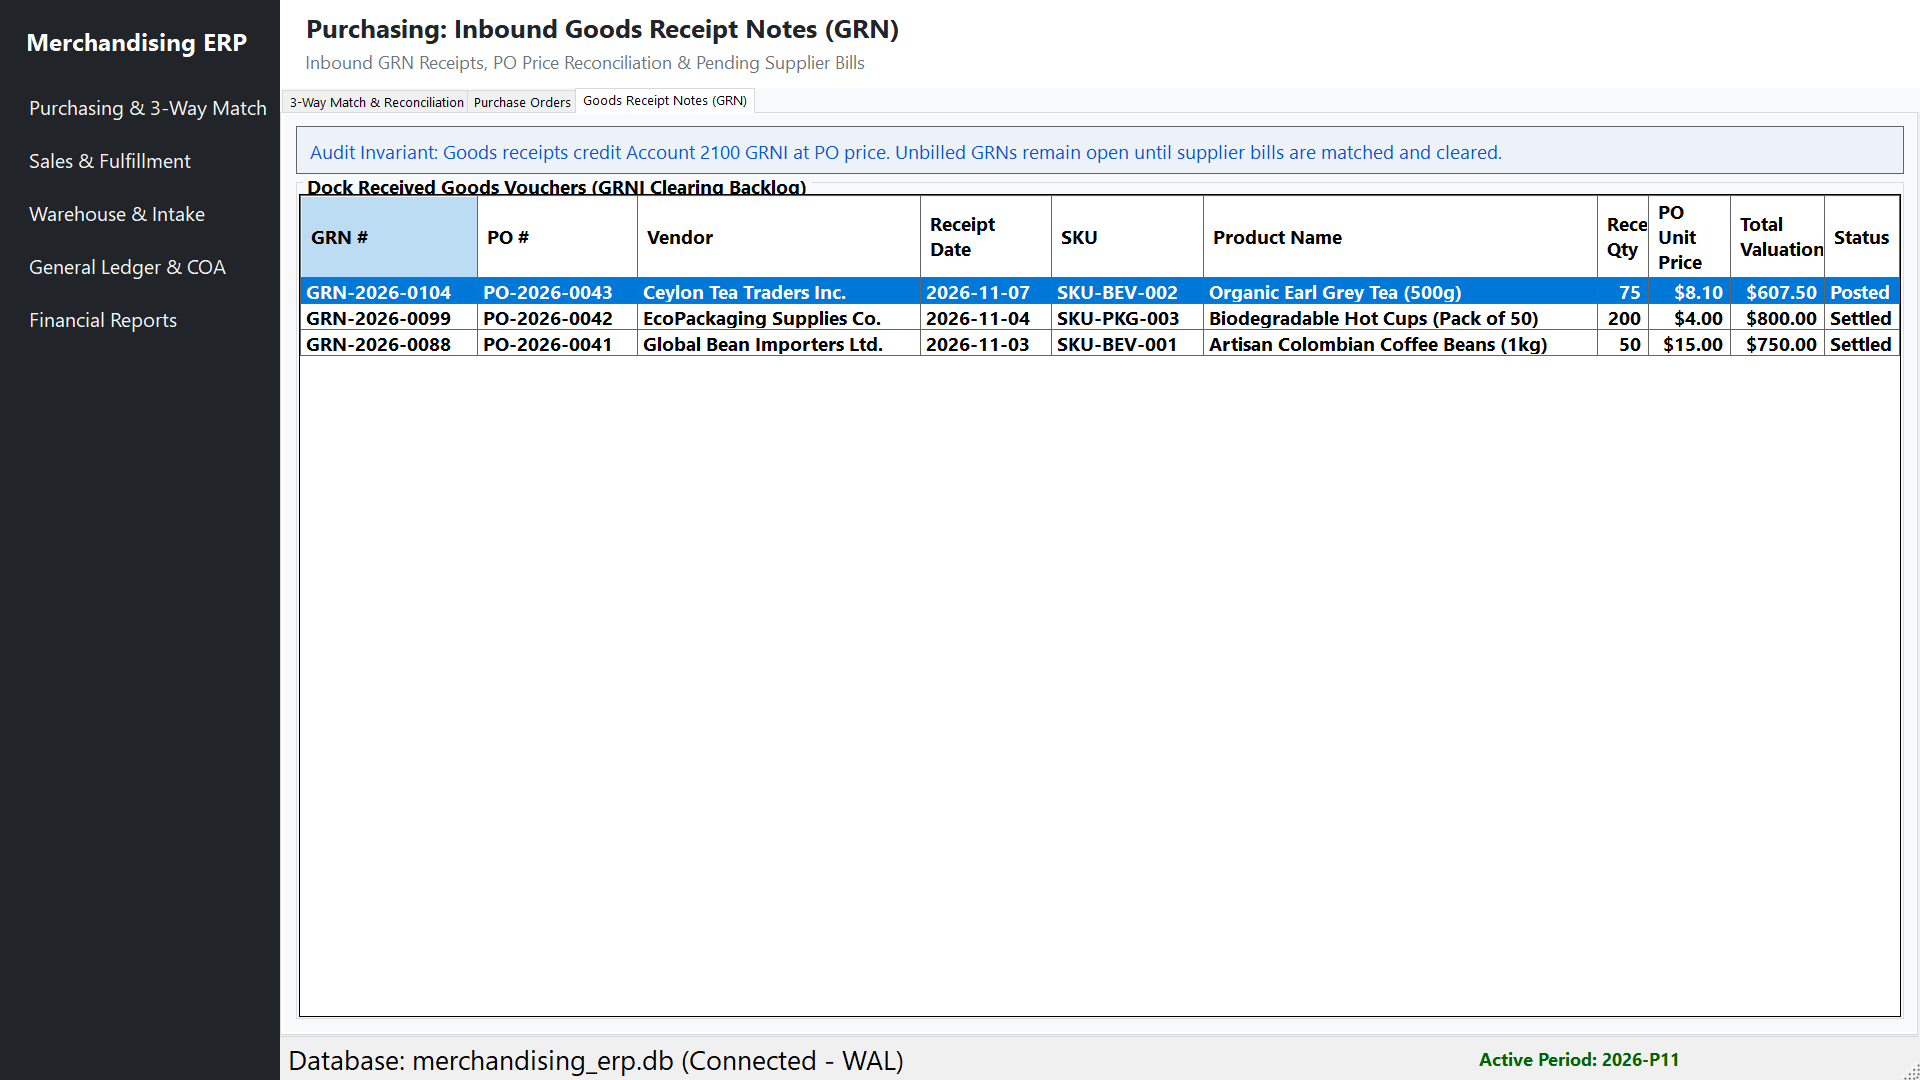 Merchandising ERP
Purchasing & 3-Way Match
Sales & Fulfillment
Warehouse & Intake
General Ledger & COA
Financial Reports
Purchasing: Inbound Goods Receipt Notes (GRN)
Inbound GRN Receipts, PO Price Reconciliation & Pending Supplier Bills
3-Way Match & Reconciliation Purchase Orders Goods Receipt Notes (GRN)
Audit Invariant: Goods receipts credit Account 2100 GRNI at PO price. Unbilled GRNs remain open until supplier bills are matched and cleared.
Dock Received Goods Vouchers (GRNI Clearing Backlog)
GRN # PO # Vendor Receipt Date SKU Product Name Rece Qty PO Unit Price Total Valuation Status
GRN-2026-0104 PO-2026-0043 Ceylon Tea Traders Inc. 2026-11-07 SKU-BEV-002 Organic Earl Grey Tea (500g) 75 $8.10 $607.50 Posted
GRN-2026-0099 PO-2026-0042 EcoPackaging Supplies Co. 2026-11-04 SKU-PKG-003 Biodegradable Hot Cups (Pack of 50) 200 $4.00 $800.00 Settled
GRN-2026-0088 PO-2026-0041 Global Bean Importers Ltd. 2026-11-03 SKU-BEV-001 Artisan Colombian Coffee Beans (1kg) 50 $15.00 $750.00 Settled
Database: merchandising_erp.db (Connected - WAL)
Active Period: 2026-P11